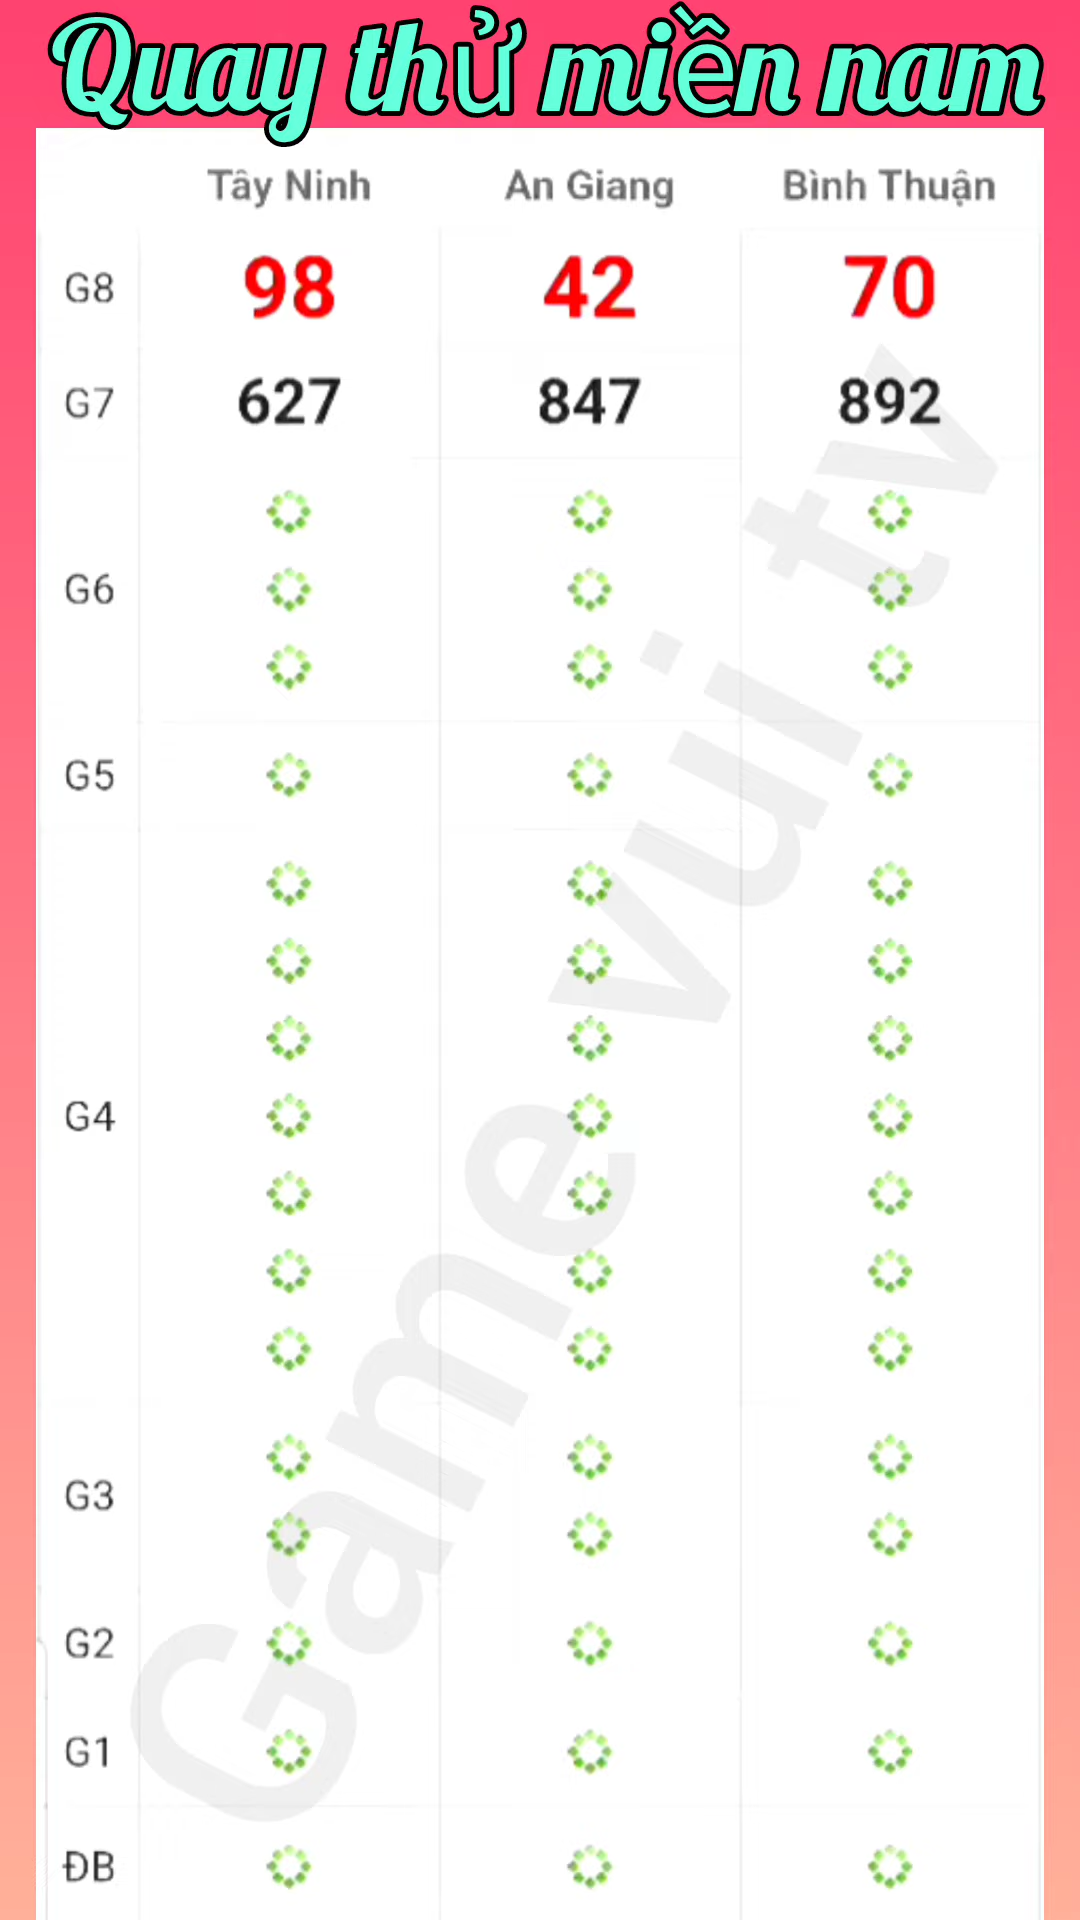 Quay thử miền nam
Tây Ninh An Giang Bình Thuận
G8 98 42 70
G7 627 847 892
G6
G5
G4
G3
G2
G1
ĐB
Game vui tv